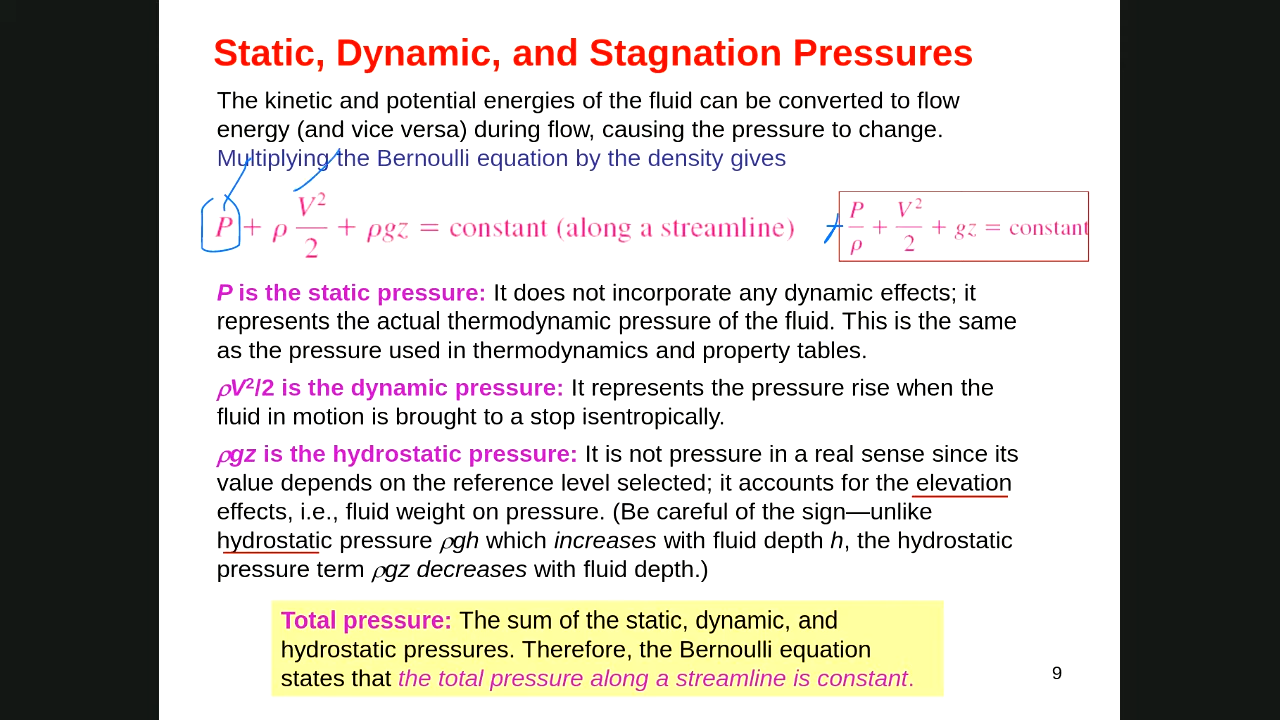 Static, Dynamic, and Stagnation Pressures
The kinetic and potential energies of the fluid can be converted to flow
energy (and vice versa) during flow, causing the pressure to change.
Multiplying the Bernoulli equation by the density gives
P + ρ V²/2 + ρgz = constant (along a streamline)
P/ρ + V²/2 + gz = constant
P is the static pressure: It does not incorporate any dynamic effects; it
represents the actual thermodynamic pressure of the fluid. This is the same
as the pressure used in thermodynamics and property tables.
ρV²/2 is the dynamic pressure: It represents the pressure rise when the
fluid in motion is brought to a stop isentropically.
ρgz is the hydrostatic pressure: It is not pressure in a real sense since its
value depends on the reference level selected; it accounts for the elevation
effects, i.e., fluid weight on pressure. (Be careful of the sign—unlike
hydrostatic pressure ρgh which increases with fluid depth h, the hydrostatic
pressure term ρgz decreases with fluid depth.)
Total pressure: The sum of the static, dynamic, and
hydrostatic pressures. Therefore, the Bernoulli equation
states that the total pressure along a streamline is constant.
9